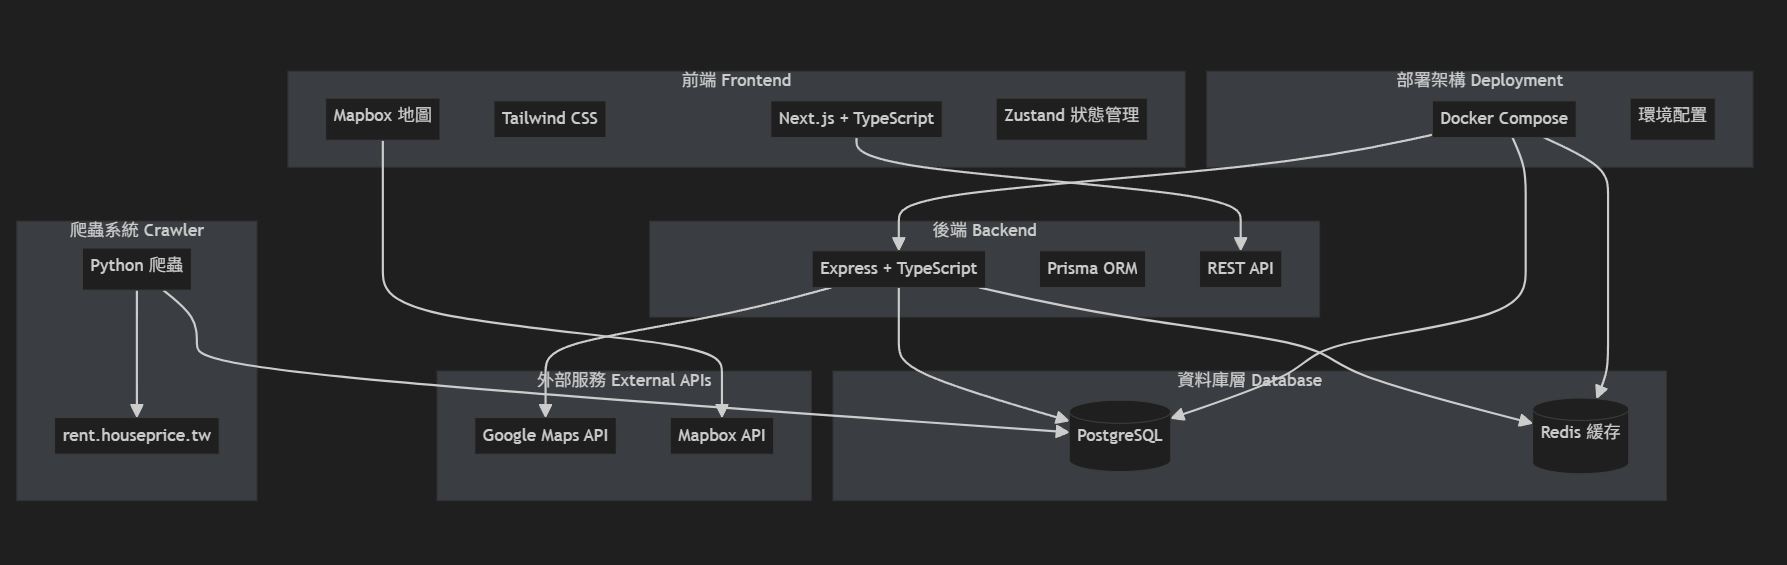 前端 Frontend
Mapbox 地圖
Tailwind CSS
Next.js + TypeScript
Zustand 狀態管理
部署架構 Deployment
Docker Compose
環境配置
爬蟲系統 Crawler
Python 爬蟲
rent.houseprice.tw
後端 Backend
Express + TypeScript
Prisma ORM
REST API
外部服務 External APIs
Google Maps API
Mapbox API
資料庫層 Database
PostgreSQL
Redis 緩存